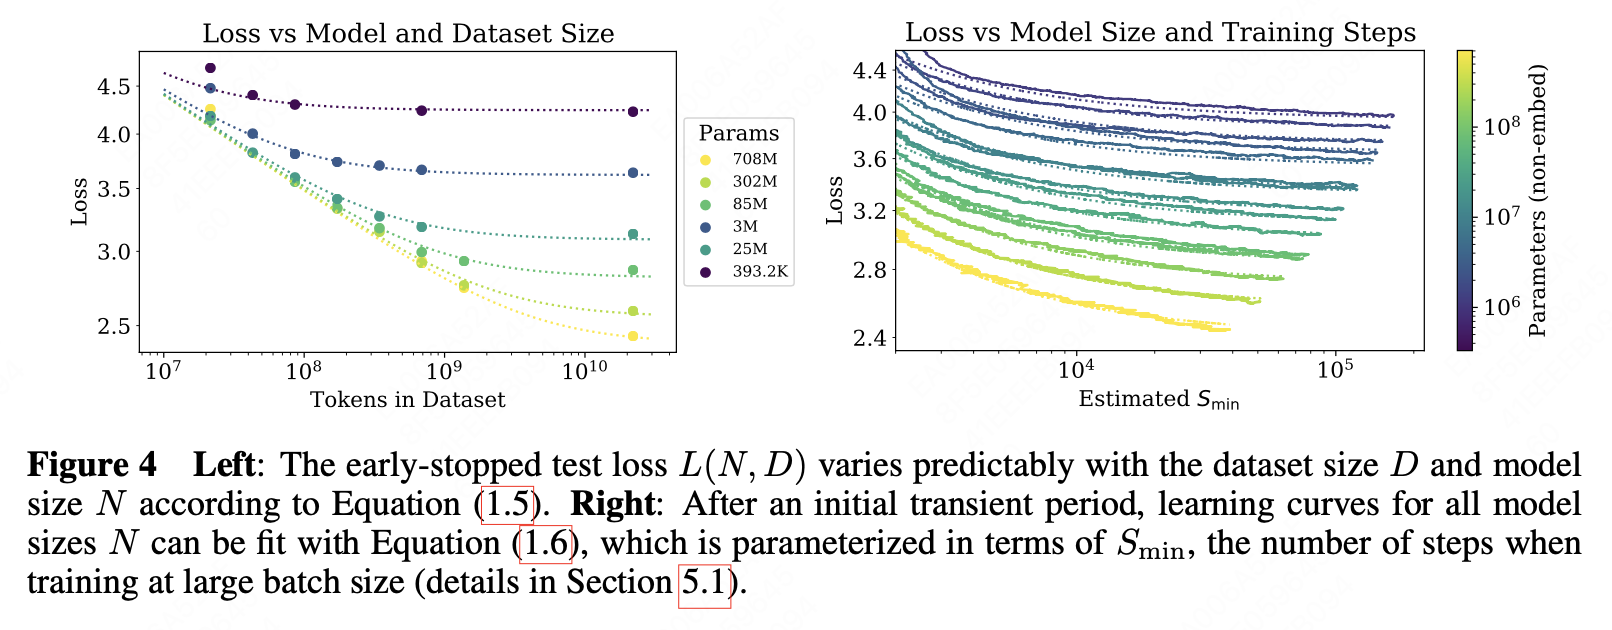 Loss vs Model and Dataset Size
4.5
4.0
3.5
3.0
2.5
Loss
10^7
10^8
10^9
10^10
Tokens in Dataset
Params
708M
302M
85M
3M
25M
393.2K
Loss vs Model Size and Training Steps
4.4
4.0
3.6
3.2
2.8
2.4
Loss
10^4
10^5
Estimated S_min
10^8
10^7
10^6
Parameters (non-embed)
Figure 4 Left: The early-stopped test loss L(N, D) varies predictably with the dataset size D and model
size N according to Equation (1.5). Right: After an initial transient period, learning curves for all model
sizes N can be fit with Equation (1.6), which is parameterized in terms of S_min, the number of steps when
training at large batch size (details in Section 5.1).